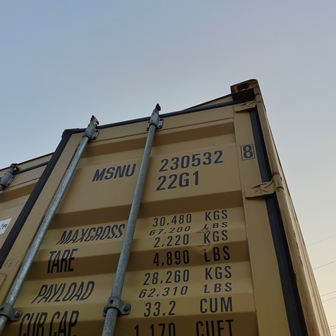 MSNU 230532 8
22G1
MAXGROSS 30.480 KGS
67.200 LBS
TARE 2.220 KGS
4.890 LBS
PAYLOAD 28.260 KGS
62.310 LBS
CUB CAP. 33.2 CUM
1.170 CUFT